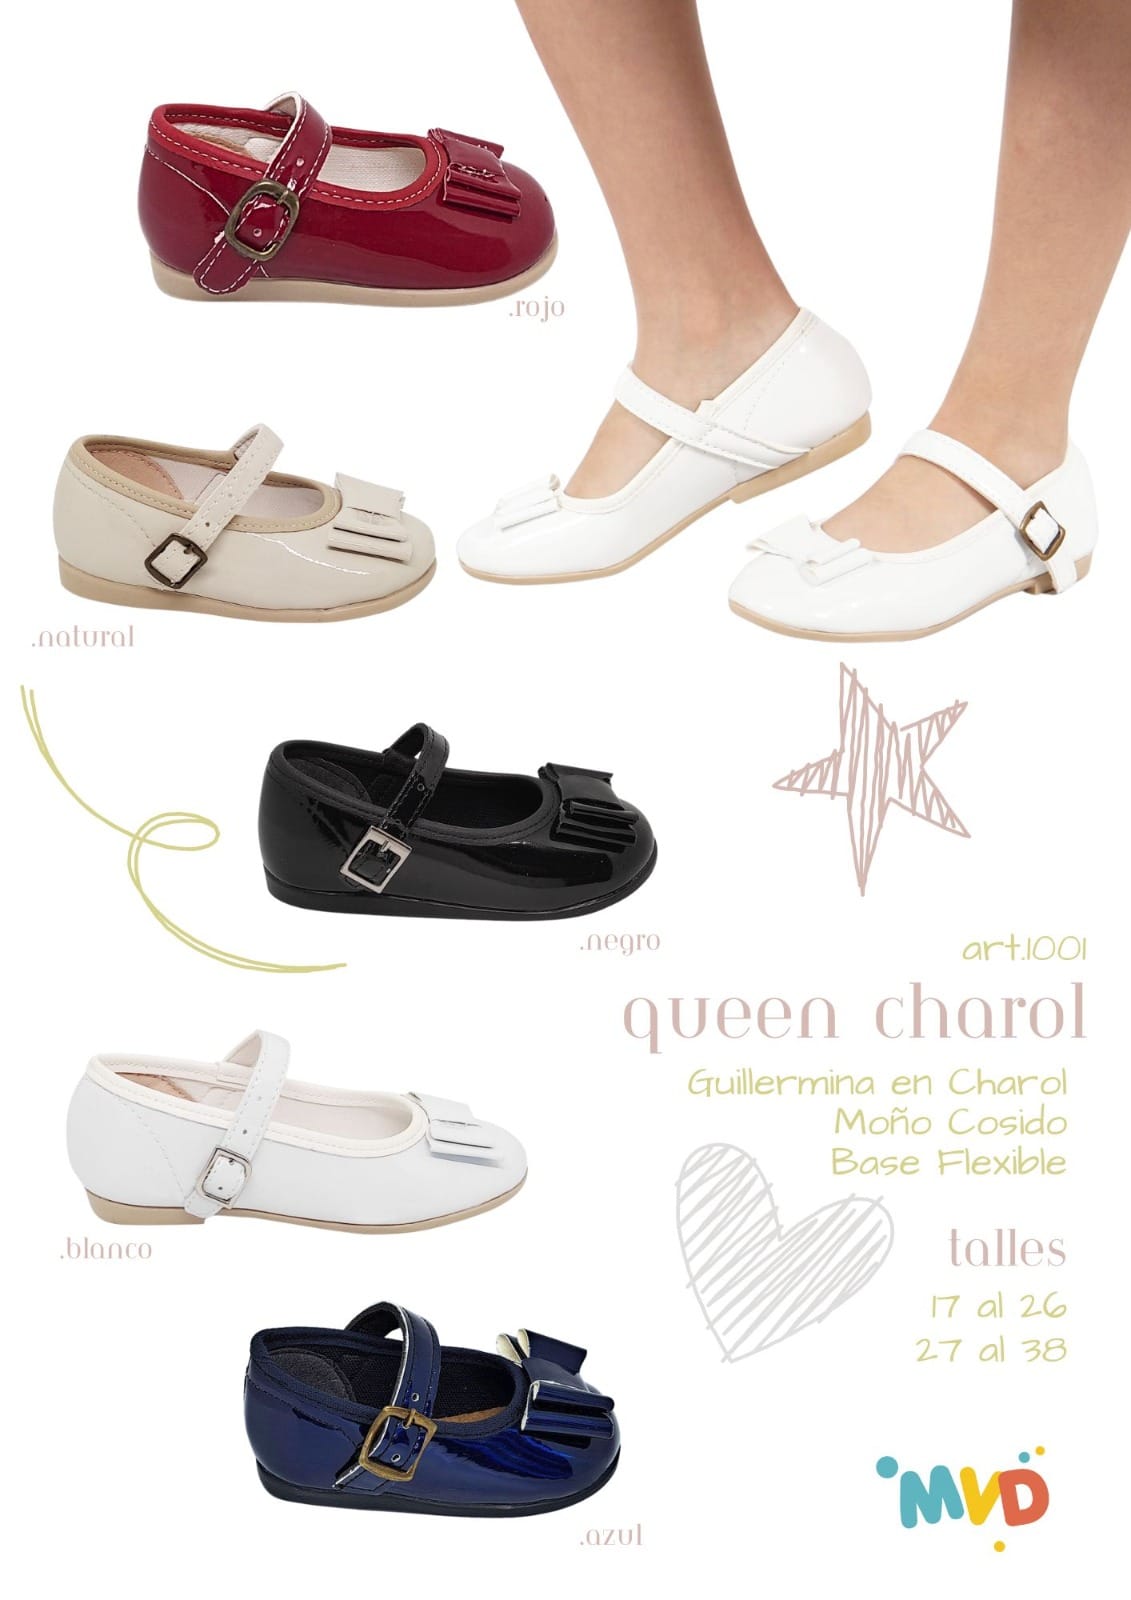 .rojo
.natural
.negro
art.1001
queen charol
Guillermina en Charol
Moño Cosido
Base Flexible
.blanco
talles
17 al 26
27 al 38
MVD
.azul